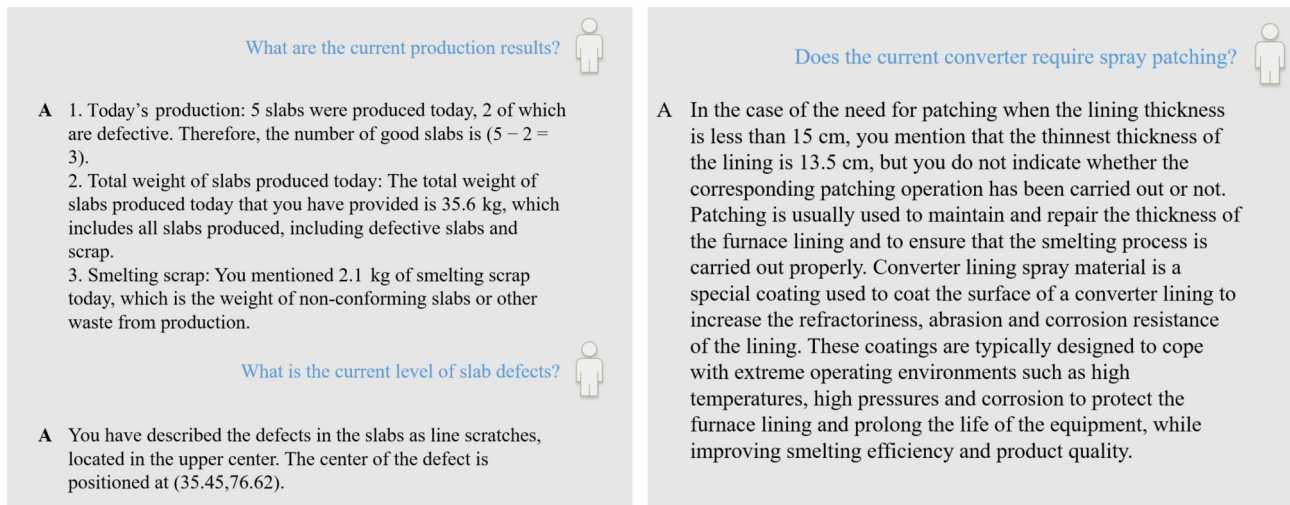 What are the current production results?
A 1. Today’s production: 5 slabs were produced today, 2 of which
are defective. Therefore, the number of good slabs is (5 − 2 =
3).
2. Total weight of slabs produced today: The total weight of
slabs produced today that you have provided is 35.6 kg, which
includes all slabs produced, including defective slabs and
scrap.
3. Smelting scrap: You mentioned 2.1 kg of smelting scrap
today, which is the weight of non-conforming slabs or other
waste from production.
What is the current level of slab defects?
A You have described the defects in the slabs as line scratches,
located in the upper center. The center of the defect is
positioned at (35.45,76.62).
Does the current converter require spray patching?
A In the case of the need for patching when the lining thickness
is less than 15 cm, you mention that the thinnest thickness of
the lining is 13.5 cm, but you do not indicate whether the
corresponding patching operation has been carried out or not.
Patching is usually used to maintain and repair the thickness of
the furnace lining and to ensure that the smelting process is
carried out properly. Converter lining spray material is a
special coating used to coat the surface of a converter lining to
increase the refractoriness, abrasion and corrosion resistance
of the lining. These coatings are typically designed to cope
with extreme operating environments such as high
temperatures, high pressures and corrosion to protect the
furnace lining and prolong the life of the equipment, while
improving smelting efficiency and product quality.